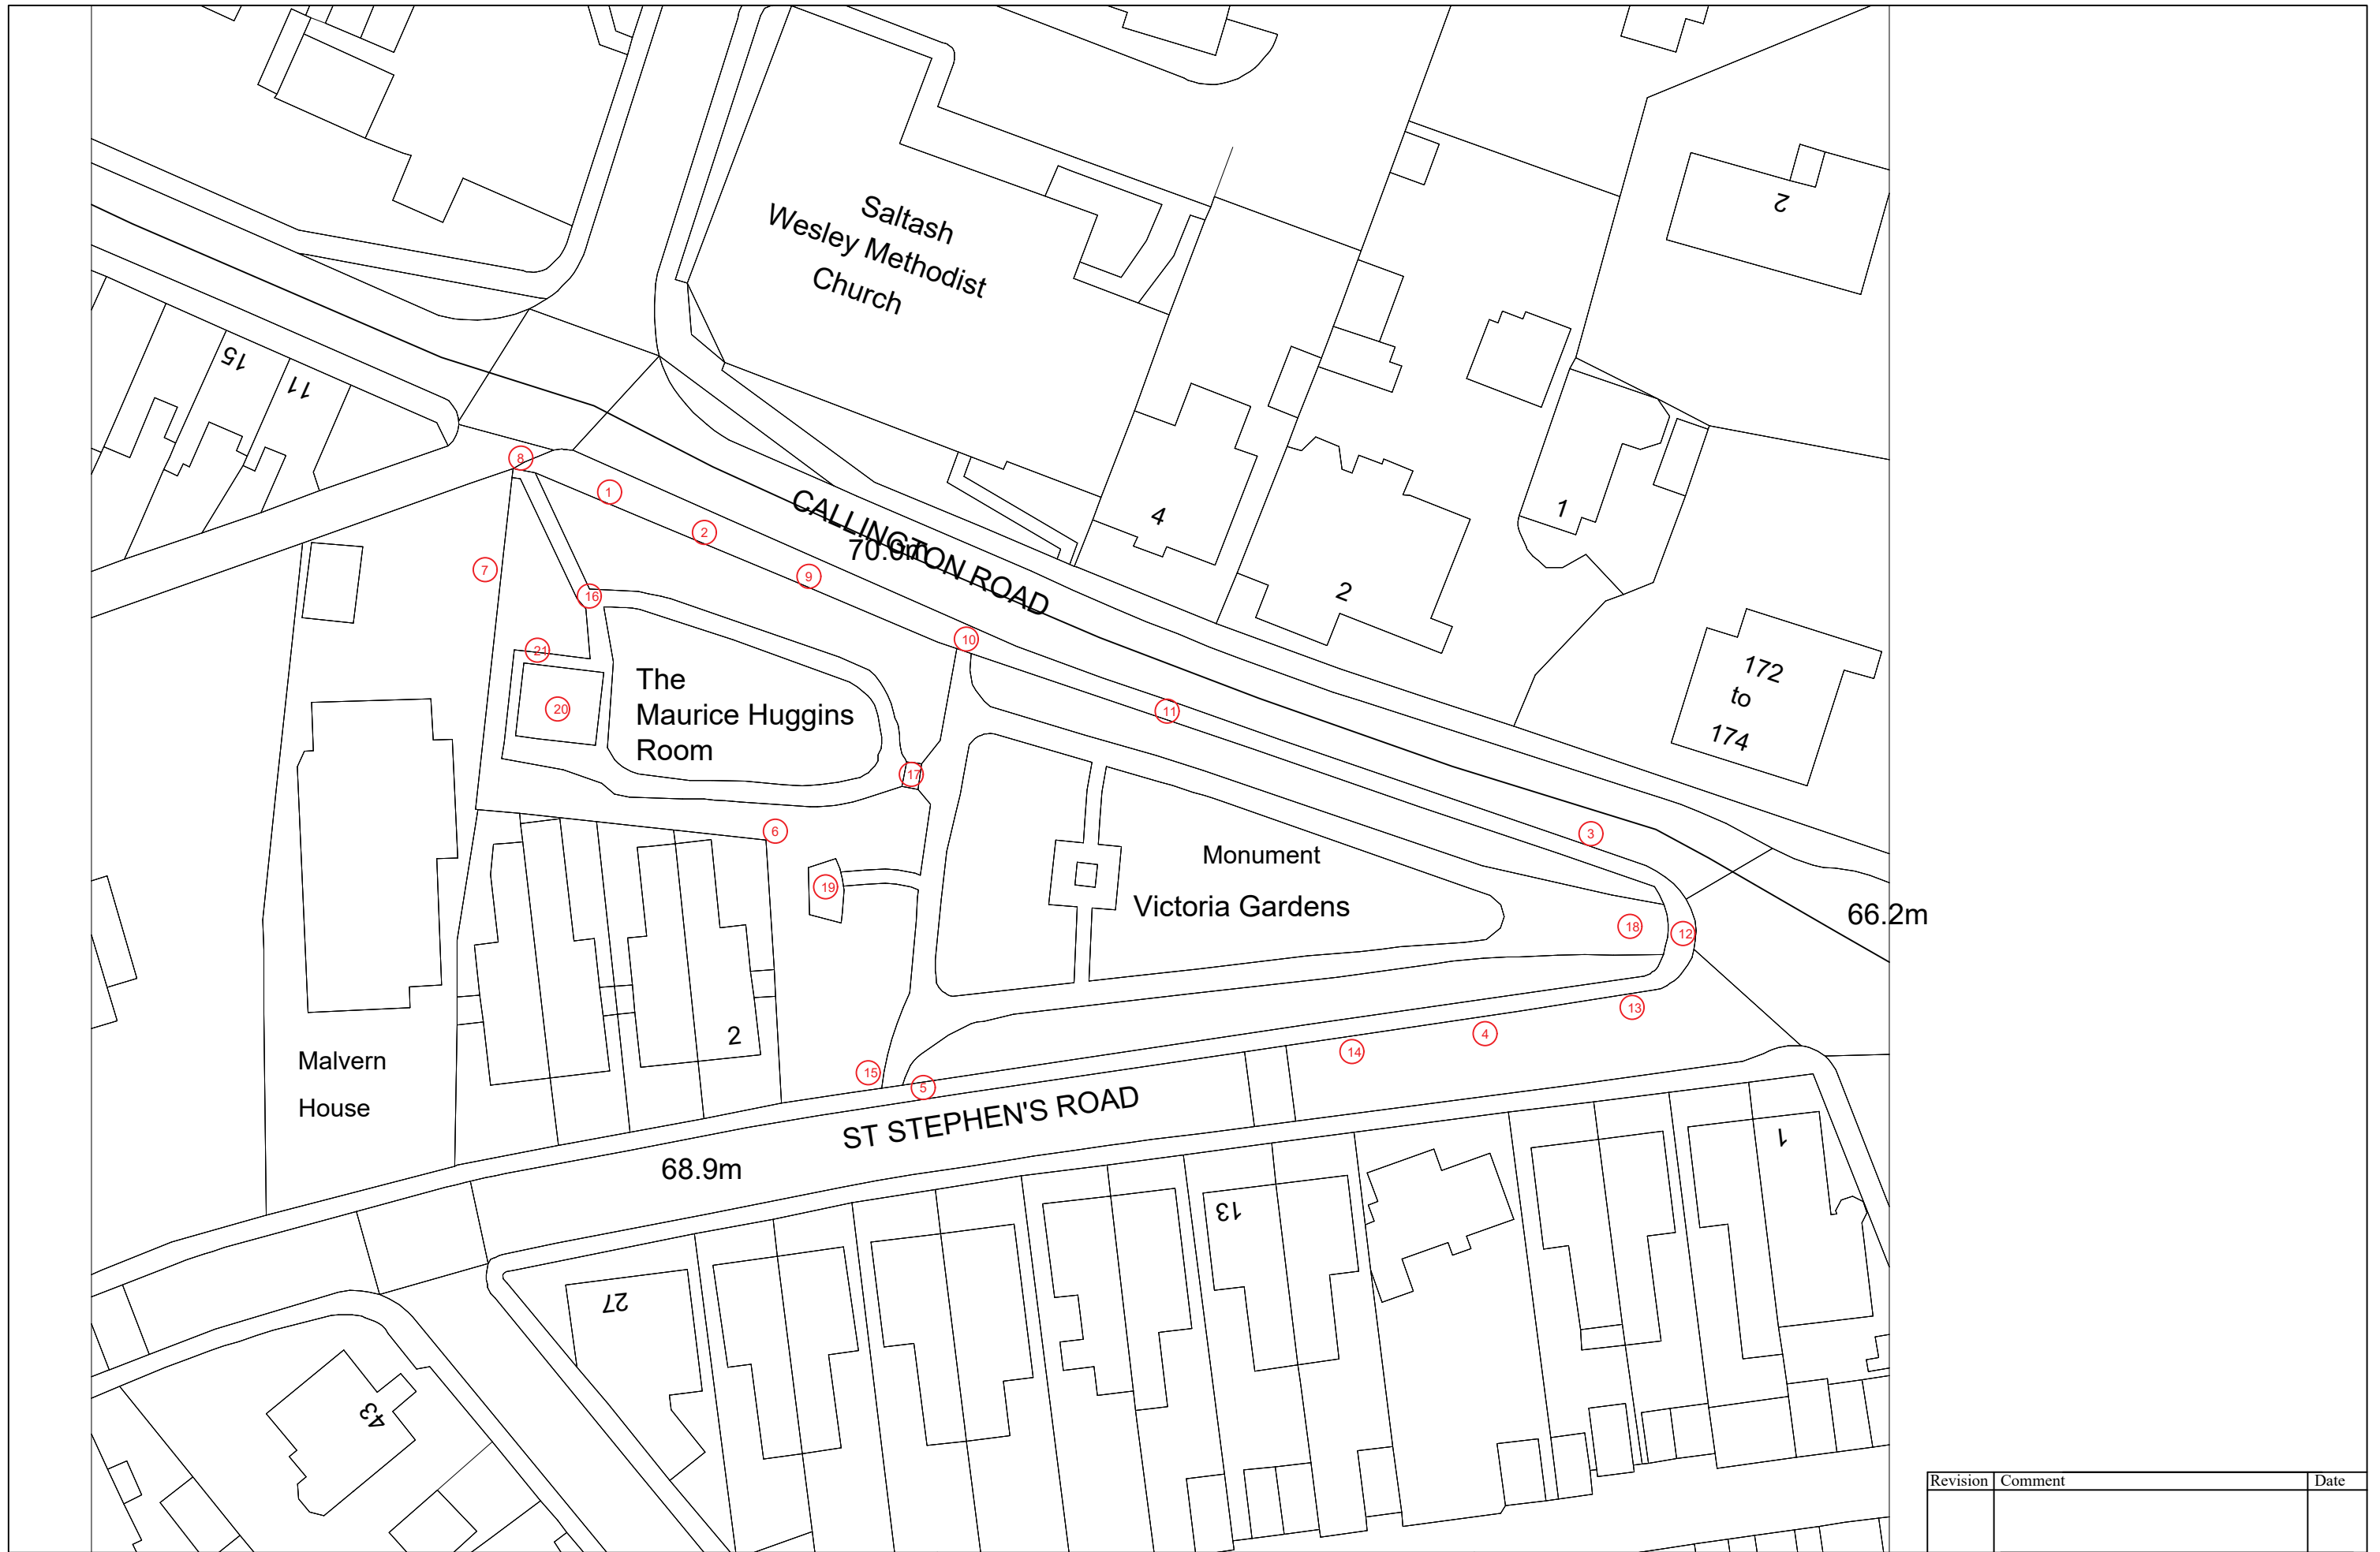 Saltash
Wesley Methodist
Church
2
15
11
8
1
2
CALLINGTON ROAD
70.0m
4
1
7
9
2
16
10
21
172
to
174
The
Maurice Huggins
Room
20
11
17
6
3
Monument
19
Victoria Gardens
66.2m
18
12
13
2
4
14
Malvern
House
15
5
ST STEPHEN'S ROAD
68.9m
1
13
27
43
Revision Comment Date